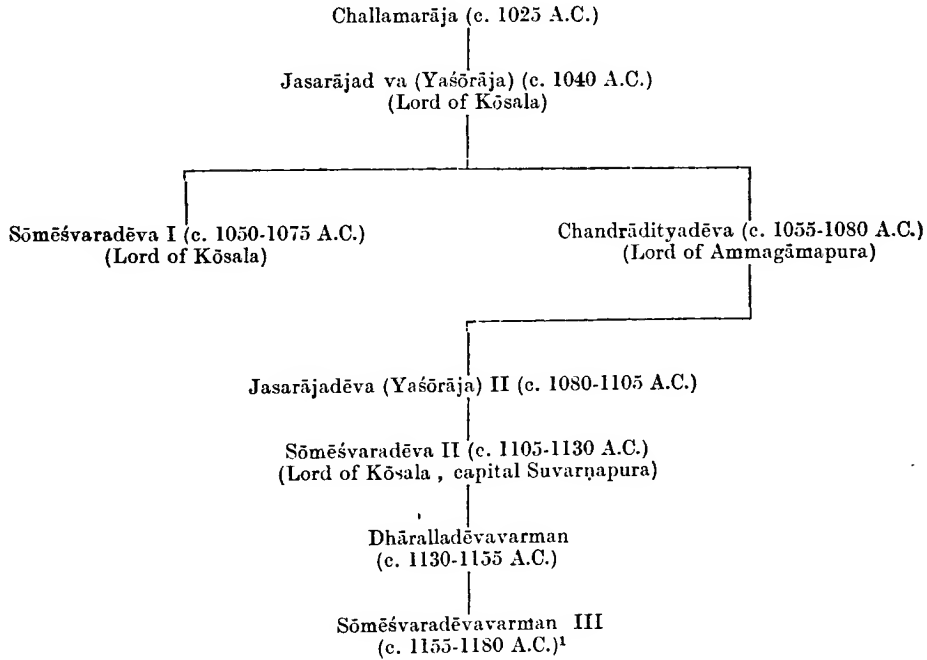 Challamarāja (c. 1025 A.C.)
Jasarājad va (Yaśōrāja) (c. 1040 A.C.)
(Lord of Kōsala)
Sōmēśvaradēva I (c. 1050-1075 A.C.)
(Lord of Kōsala)
Chandrādityadēva (c. 1055-1080 A.C.)
(Lord of Ammagāmapura)
Jasarājadēva (Yaśōrāja) II (c. 1080-1105 A.C.)
Sōmēśvaradēva II (c. 1105-1130 A.C.)
(Lord of Kōsala , capital Suvarṇapura)
Dhāralladēvavarman
(c. 1130-1155 A.C.)
Sōmēśvaradēvavarman III
(c. 1155-1180 A.C.)¹